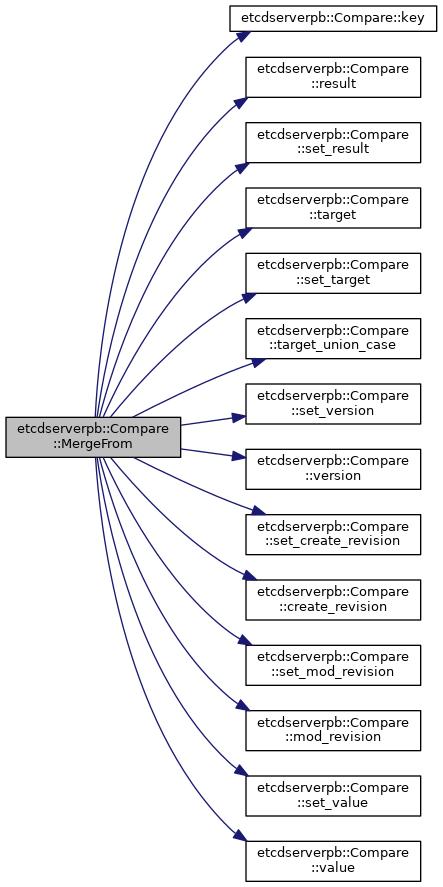 etcdserverpb::Compare::key
etcdserverpb::Compare
::result
etcdserverpb::Compare
::set_result
etcdserverpb::Compare
::target
etcdserverpb::Compare
::set_target
etcdserverpb::Compare
::target_union_case
etcdserverpb::Compare
::set_version
etcdserverpb::Compare
::MergeFrom
etcdserverpb::Compare
::version
etcdserverpb::Compare
::set_create_revision
etcdserverpb::Compare
::create_revision
etcdserverpb::Compare
::set_mod_revision
etcdserverpb::Compare
::mod_revision
etcdserverpb::Compare
::set_value
etcdserverpb::Compare
::value